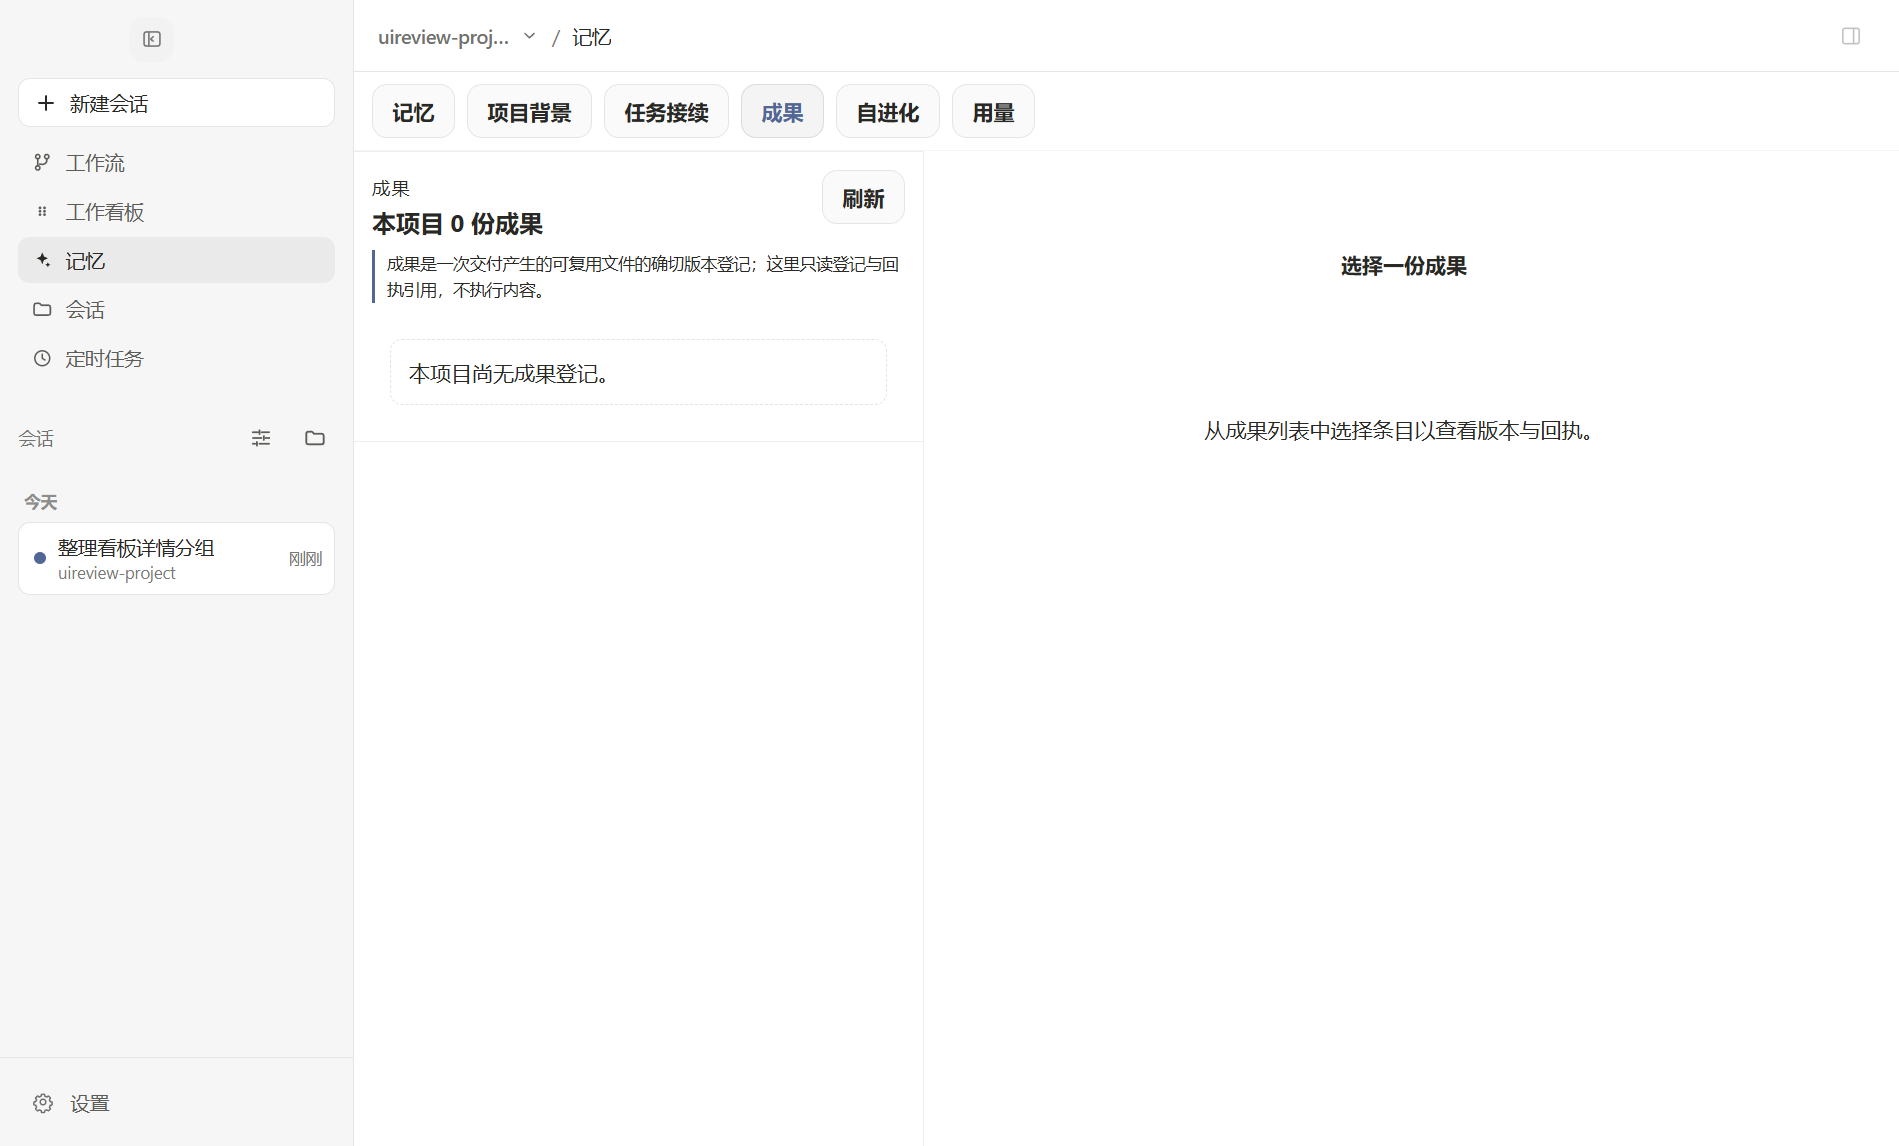 新建会话
工作流
工作看板
记忆
会话
定时任务
会话
今天
整理看板详情分组
uireview-project
刚刚
设置
uireview-proj... / 记忆
记忆
项目背景
任务接续
成果
自进化
用量
成果
刷新
本项目 0 份成果
成果是一次交付产生的可复用文件的确切版本登记；这里只读登记与回
执引用，不执行内容。
本项目尚无成果登记。
选择一份成果
从成果列表中选择条目以查看版本与回执。